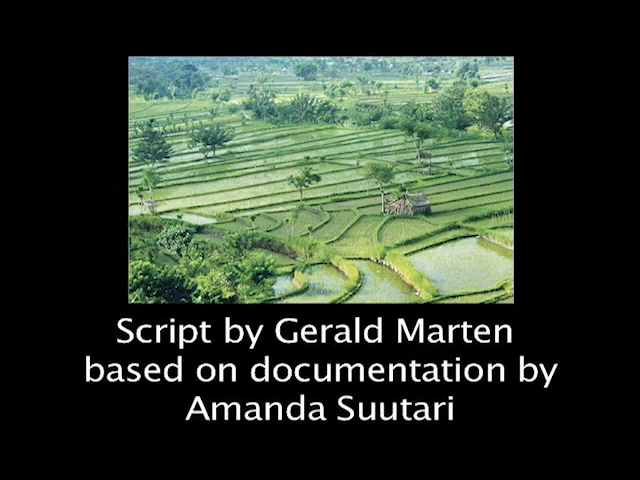 Script by Gerald Marten
based on documentation by
Amanda Suutari